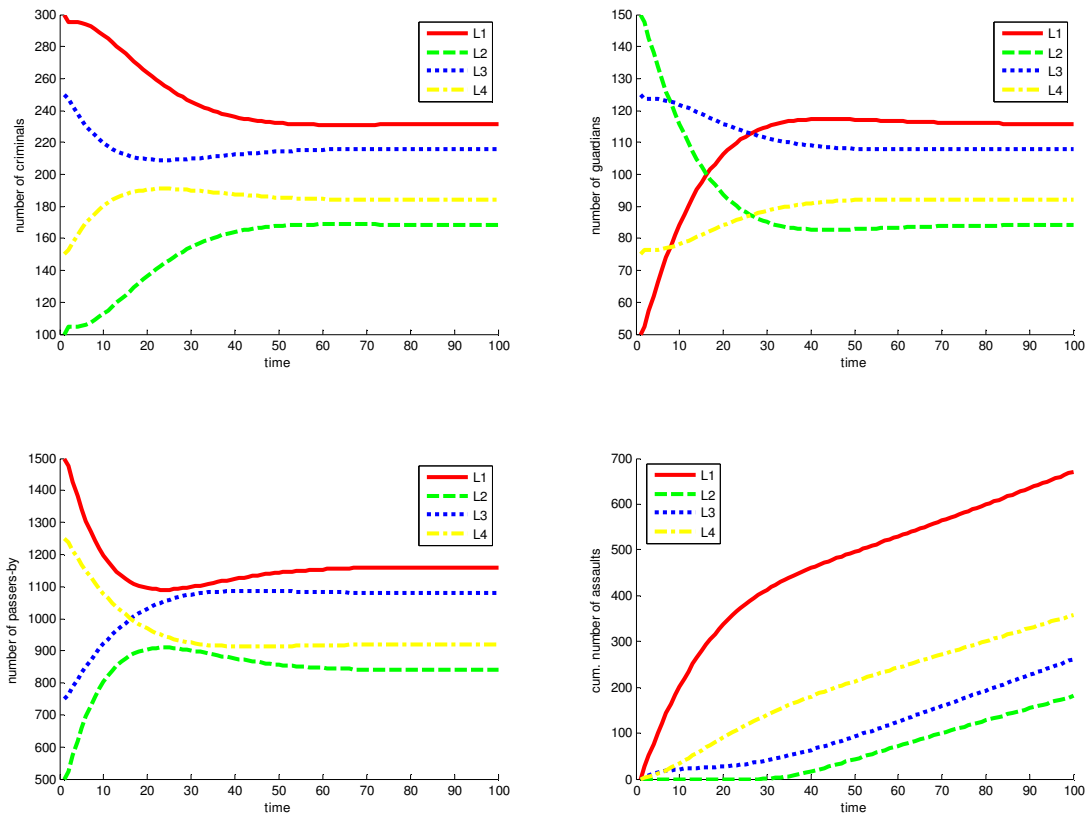 number of criminals
300
280
260
240
220
200
180
160
140
120
100
0 10 20 30 40 50 60 70 80 90 100
time
L1
L2
L3
L4
number of guardians
150
140
130
120
110
100
90
80
70
60
50
0 10 20 30 40 50 60 70 80 90 100
time
L1
L2
L3
L4
number of passers-by
1500
1400
1300
1200
1100
1000
900
800
700
600
500
0 10 20 30 40 50 60 70 80 90 100
time
L1
L2
L3
L4
cum. number of assaults
700
600
500
400
300
200
100
0
0 10 20 30 40 50 60 70 80 90 100
time
L1
L2
L3
L4